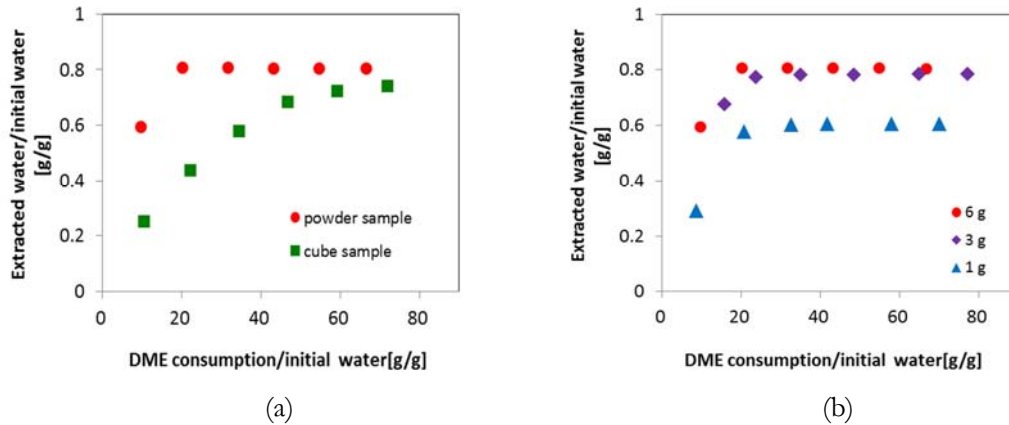 1
0.8
0.6
0.4
0.2
0
0 20 40 60 80
Extracted water/initial water
[g/g]
DME consumption/initial water[g/g]
powder sample
cube sample
(a)
1
0.8
0.6
0.4
0.2
0
0 20 40 60 80
Extracted water/initial water
[g/g]
DME consumption/initial water[g/g]
6 g
3 g
1 g
(b)